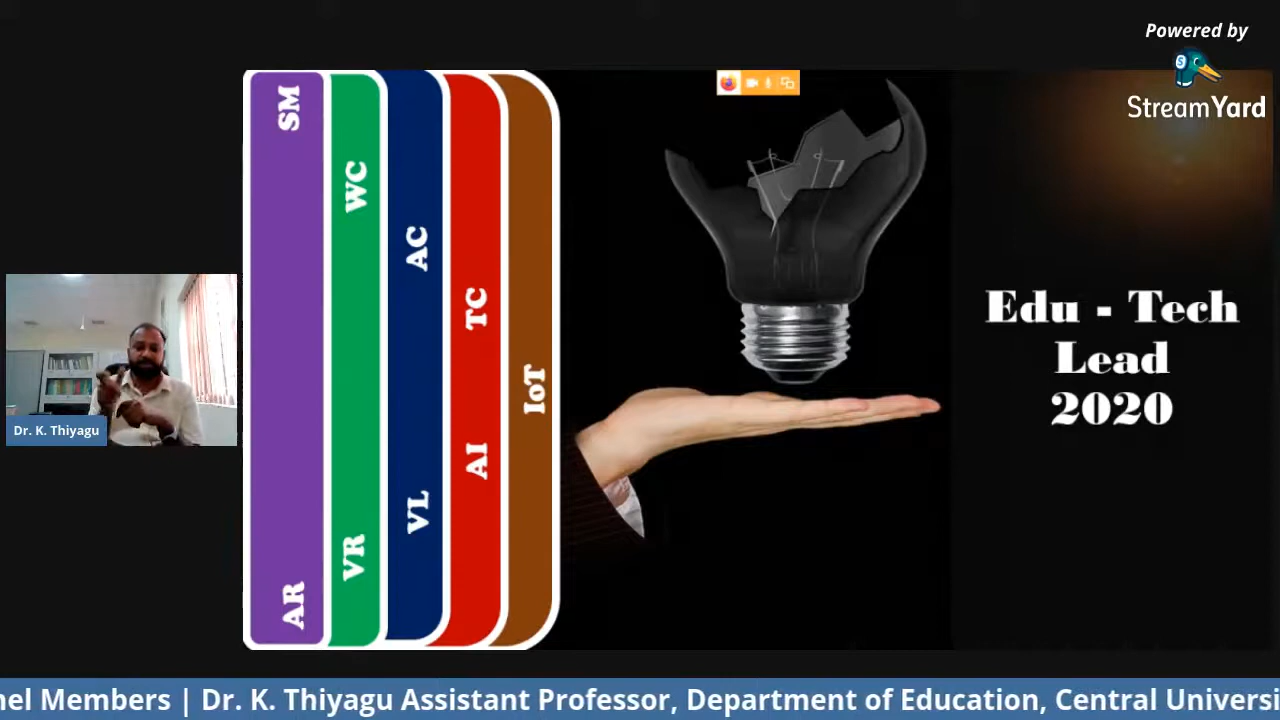 Powered by
StreamYard
SM
WC
AC
TC
IoT
AI
VL
VR
AR
Edu - Tech
Lead
2020
Dr. K. Thiyagu
nel Members | Dr. K. Thiyagu Assistant Professor, Department of Education, Central Universi